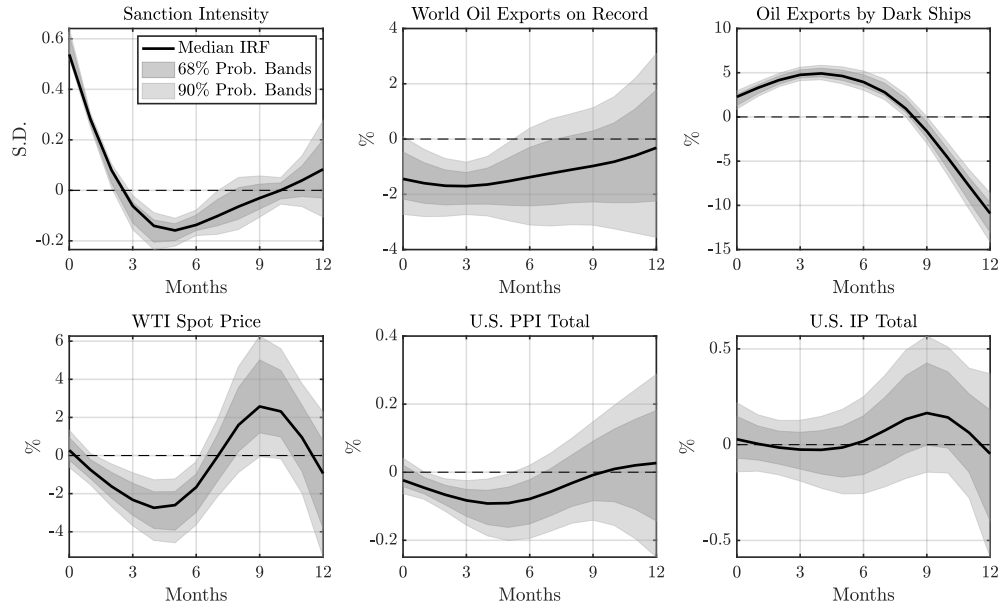 Sanction Intensity
S.D.
0.6
0.4
0.2
0
-0.2
Median IRF
68% Prob. Bands
90% Prob. Bands
0 3 6 9 12
Months
World Oil Exports on Record
%
4
2
0
-2
-4
0 3 6 9 12
Months
Oil Exports by Dark Ships
%
10
5
0
-5
-10
-15
0 3 6 9 12
Months
WTI Spot Price
%
6
4
2
0
-2
-4
0 3 6 9 12
Months
U.S. PPI Total
%
0.4
0.2
0
-0.2
0 3 6 9 12
Months
U.S. IP Total
%
0.5
0
-0.5
0 3 6 9 12
Months